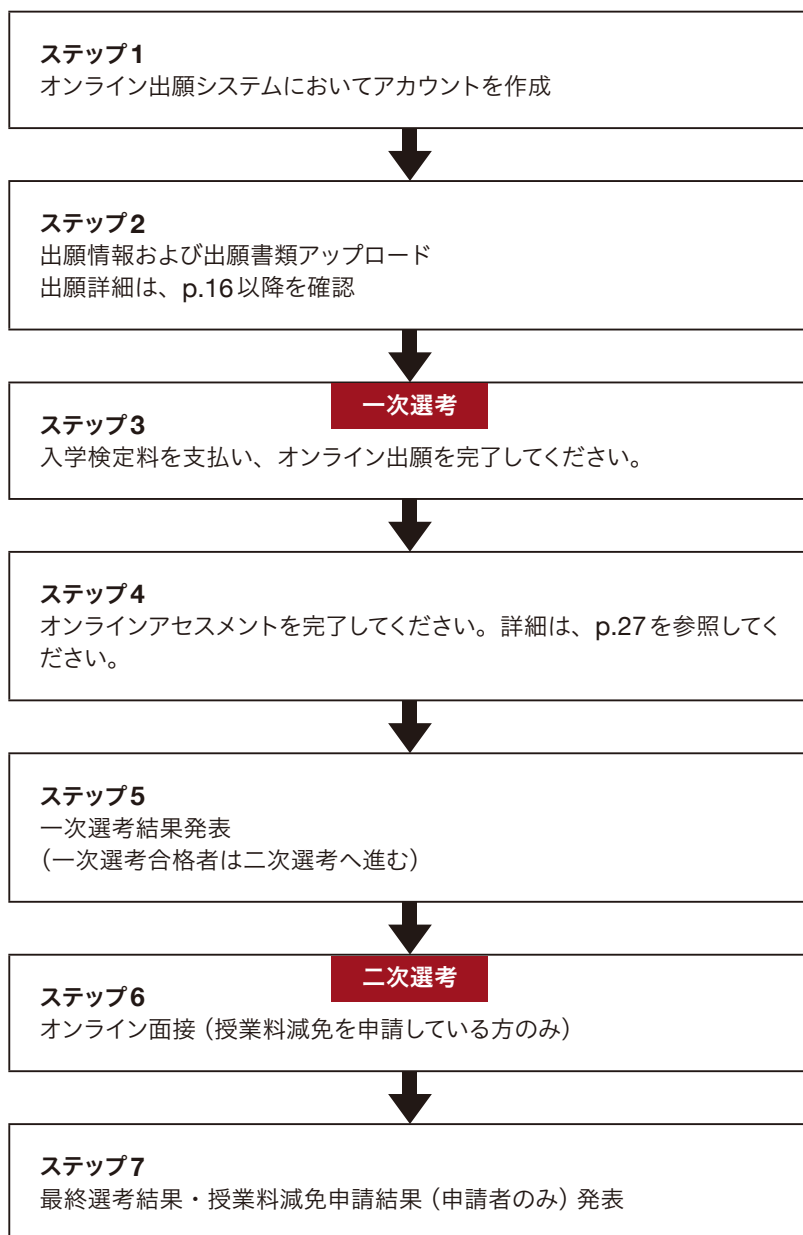 ステップ1
オンライン出願システムにおいてアカウントを作成
ステップ2
出願情報および出願書類アップロード
出願詳細は、p.16以降を確認
一次選考
ステップ3
入学検定料を支払い、オンライン出願を完了してください。
ステップ4
オンラインアセスメントを完了してください。詳細は、p.27を参照してく
ださい。
ステップ5
一次選考結果発表
（一次選考合格者は二次選考へ進む）
二次選考
ステップ6
オンライン面接（授業料減免を申請している方のみ）
ステップ7
最終選考結果・授業料減免申請結果（申請者のみ）発表